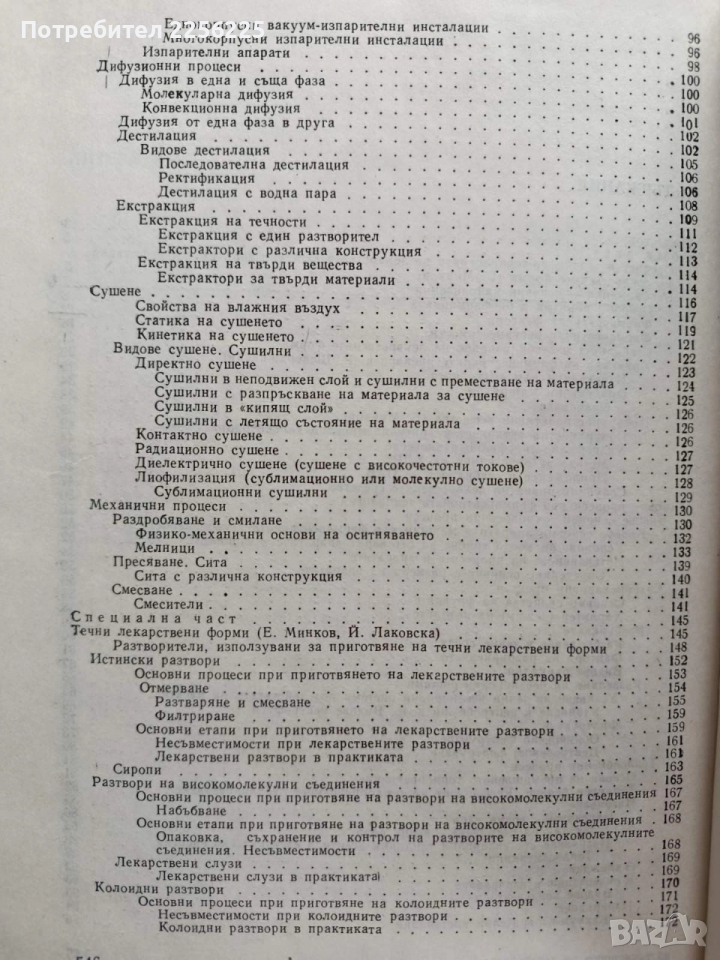 Потребител 2236225
Еднокорпусни вакуум-изпарителни инсталации
Многокорпусни изпарителни инсталации 96
Изпарителни апарати 96
Дифузионни процеси 98
Дифузия в една и съща фаза 100
Молекуларна дифузия 100
Конвекционна дифузия 100
Дифузия от една фаза в друга 101
Дестилация 102
Видове дестилация 102
Последователна дестилация 105
Ректификация 106
Дестилация с водна пара 106
Екстракция 108
Екстракция на течности 109
Екстракция с един разтворител 111
Екстрактори с различна конструкция 112
Екстракция на твърди вещества 113
Екстрактори за твърди материали 114
Сушене 114
Свойства на влажния въздух 116
Статика на сушенето 117
Кинетика на сушенето 119
Видове сушене. Сушилни 121
Директно сушене 122
Сушилни в неподвижен слой и сушилни с преместване на материала 123
Сушилни с разпръскване на материала за сушене 124
Сушилни в «кипящ слой» 125
Сушилни с летящо състояние на материала 126
Контактно сушене 126
Радиационно сушене 126
Диелектрично сушене (сушене с високочестотни токове) 127
Лиофилизация (сублимационно или молекулно сушене) 127
Сублимационни сушилни 128
Механични процеси 129
Раздробяване и смилане 130
Физико-механични основи на оситняването 130
Мелници 132
Пресяване. Сита 133
Сита с различна конструкция 139
Смесване 140
Смесители 141
Специална част 141
Течни лекарствени форми (Е. Минков, Й. Лаковска) 145
Разтворители, използувани за приготвяне на течни лекарствени форми 145
Истински разтвори 148
Основни процеси при приготвянето на лекарствените разтвори 152
Отмерване 153
Разтваряне и смесване 154
Филтриране 155
Основни етапи при приготвянето на лекарствените разтвори 159
Несъвместимости при лекарствените разтвори 159
Лекарствени разтвори в практиката 161
Сиропи 161
Разтвори на високомолекулни съединения 163
Основни процеси при приготвяне на разтвори на високомолекулни съединения 165
Набъбване 167
Основни етапи при приготвяне на разтвори на високомолекулни съединения 167
Опаковка, съхранение и контрол на разтворите на високомолекулните 168
съединения. Несъвместимости 168
Лекарствени слузи 169
Лекарствени слузи в практиката 169
Колоидни разтвори 170
Основни процеси при приготвяне на колоидните разтвори 171
Несъвместимости при колоидните разтвори 172
Колоидни разтвори в практиката
BAZAR